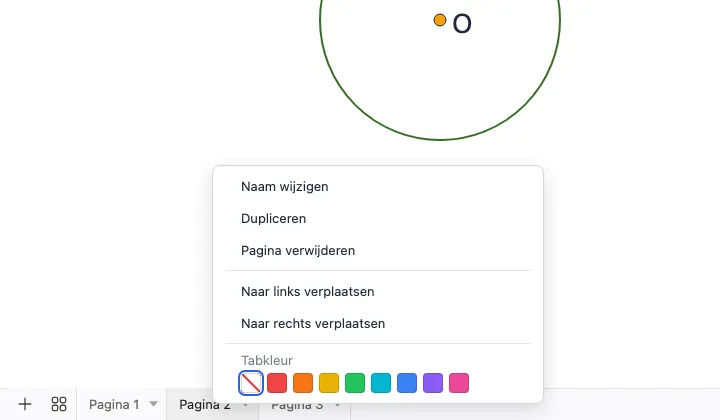 O
Naam wijzigen
Dupliceren
Pagina verwijderen
Naar links verplaatsen
Naar rechts verplaatsen
Tabkleur
Pagina 1
Pagina 2
Pagina 3